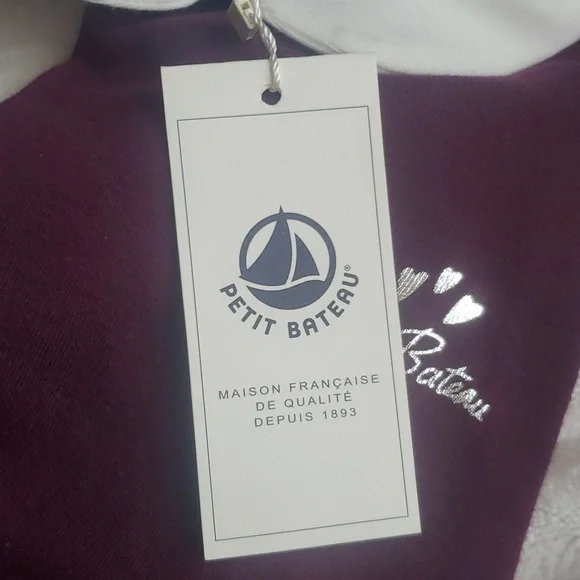 PETIT BATEAU®
MAISON FRANÇAISE
DE QUALITÉ
DEPUIS 1893
Bateau